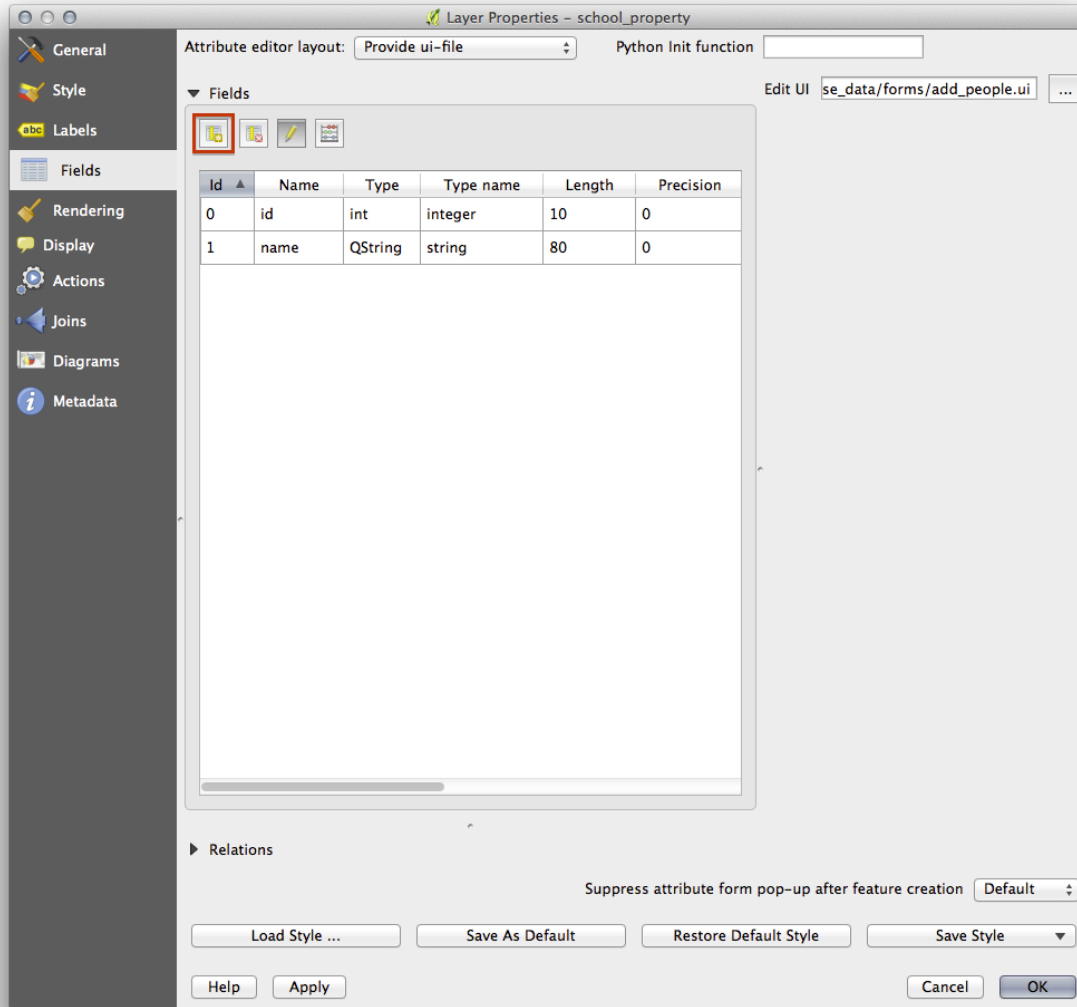 Layer Properties - school_property
General
Style
abc Labels
Fields
Rendering
Display
Actions
Joins
Diagrams
i Metadata
Attribute editor layout: Provide ui-file Python Init function
Fields
Edit UI se_data/forms/add_people.ui ...
Id Name Type Type name Length Precision
0 id int integer 10 0
1 name QString string 80 0
Relations
Suppress attribute form pop-up after feature creation Default
Load Style ... Save As Default Restore Default Style Save Style
Help Apply Cancel OK